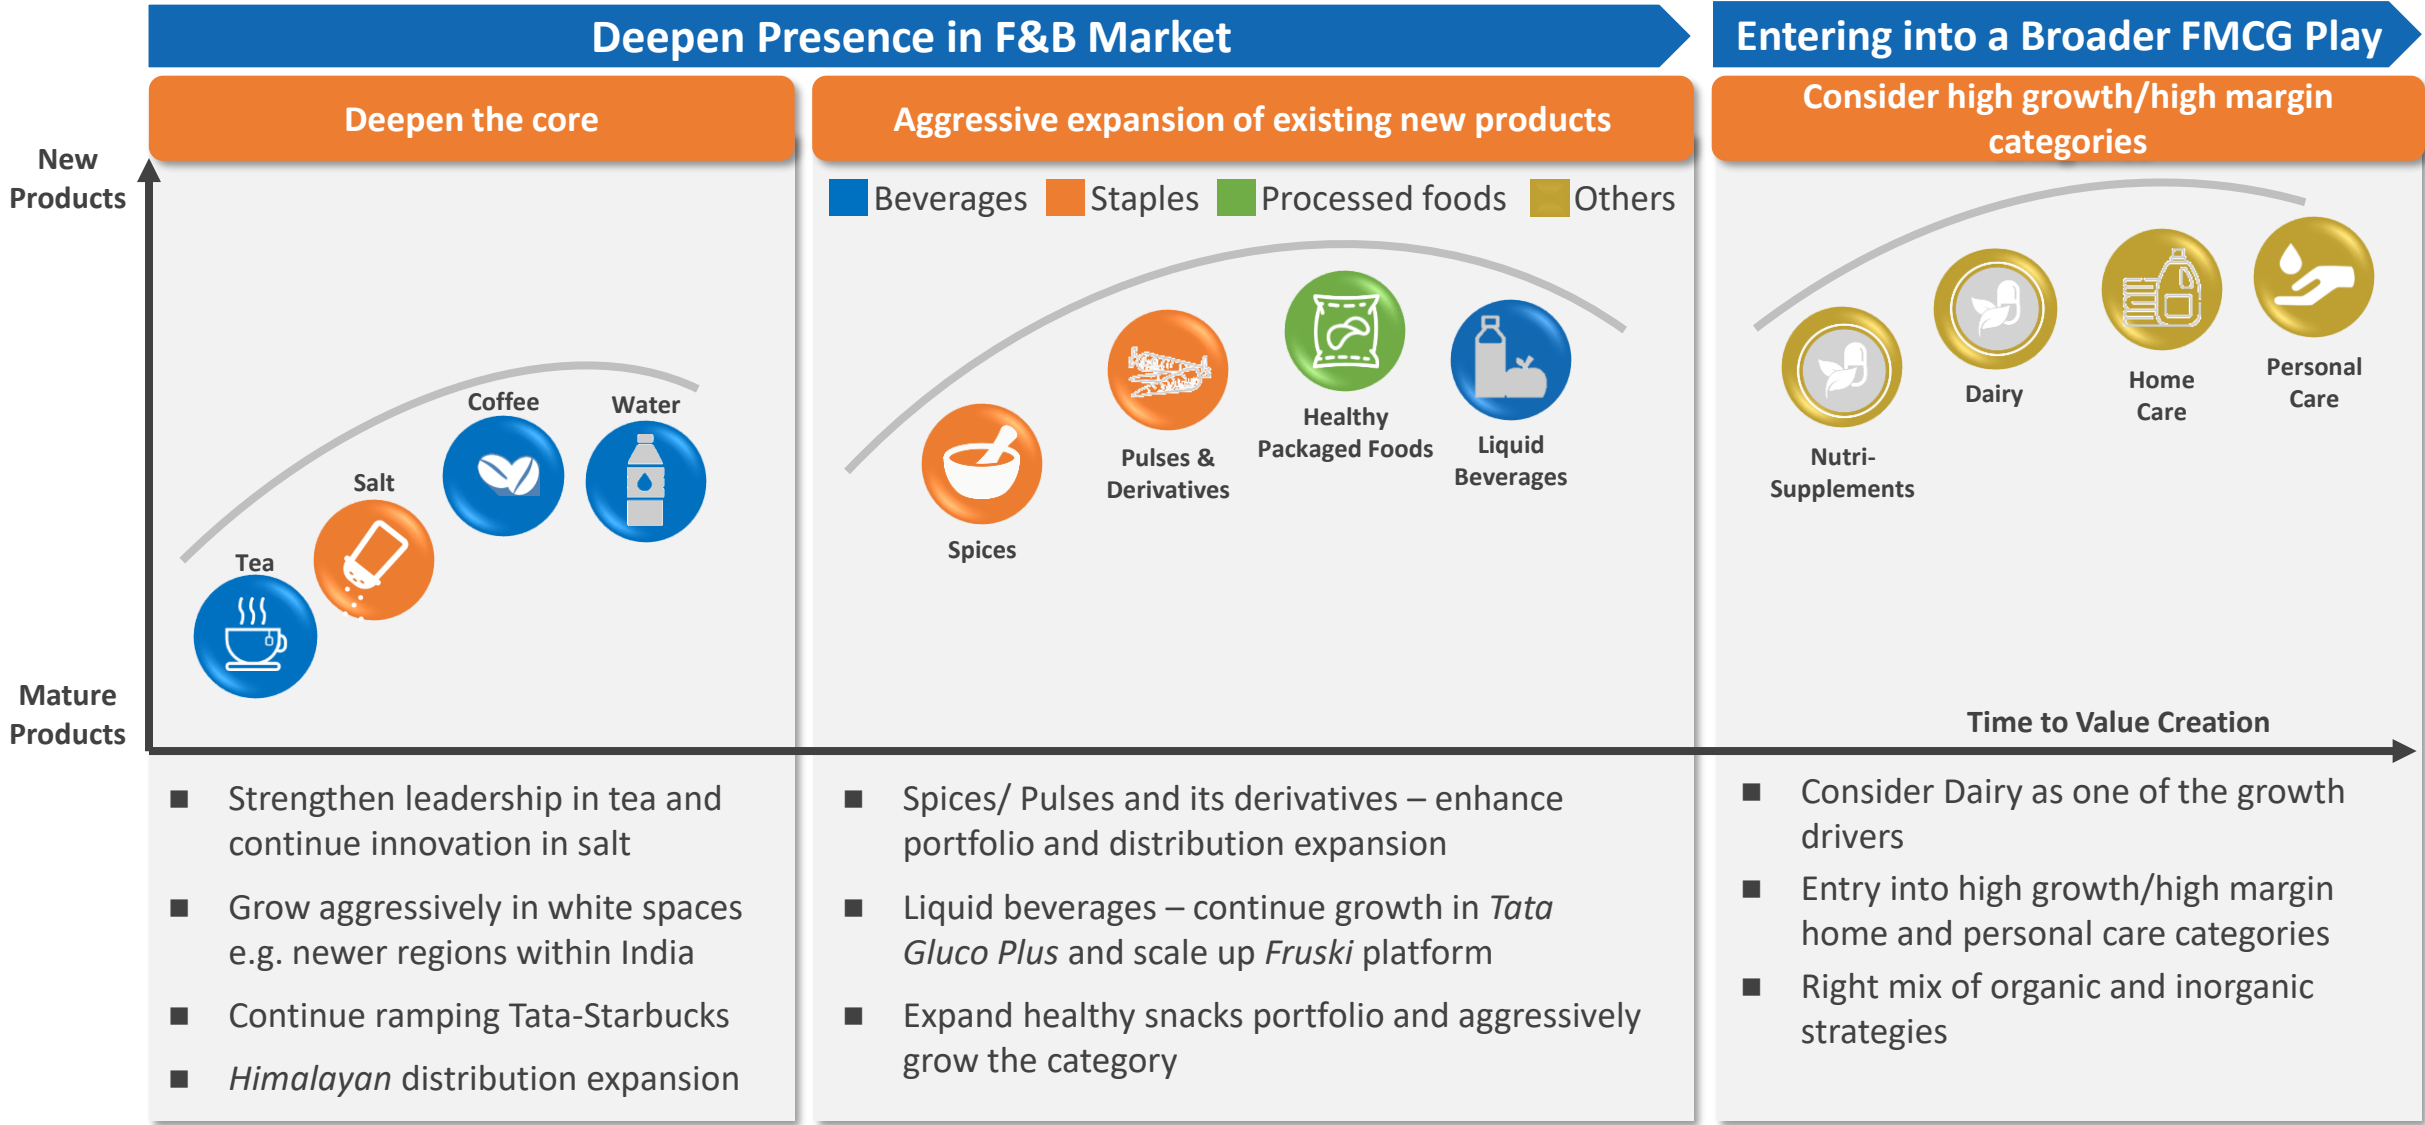 Deepen Presence in F&B Market
Entering into a Broader FMCG Play
Deepen the core
Aggressive expansion of existing new products
Consider high growth/high margin
categories
New
Products
Beverages
Staples
Processed foods
Others
Coffee
Water
Salt
Tea
Spices
Pulses &
Derivatives
Healthy
Packaged Foods
Liquid
Beverages
Nutri-
Supplements
Dairy
Home
Care
Personal
Care
Mature
Products
Time to Value Creation
■ Strengthen leadership in tea and
continue innovation in salt
■ Grow aggressively in white spaces
e.g. newer regions within India
■ Continue ramping Tata-Starbucks
■ Himalayan distribution expansion
■ Spices/ Pulses and its derivatives – enhance
portfolio and distribution expansion
■ Liquid beverages – continue growth in Tata
Gluco Plus and scale up Fruski platform
■ Expand healthy snacks portfolio and aggressively
grow the category
■ Consider Dairy as one of the growth
drivers
■ Entry into high growth/high margin
home and personal care categories
■ Right mix of organic and inorganic
strategies